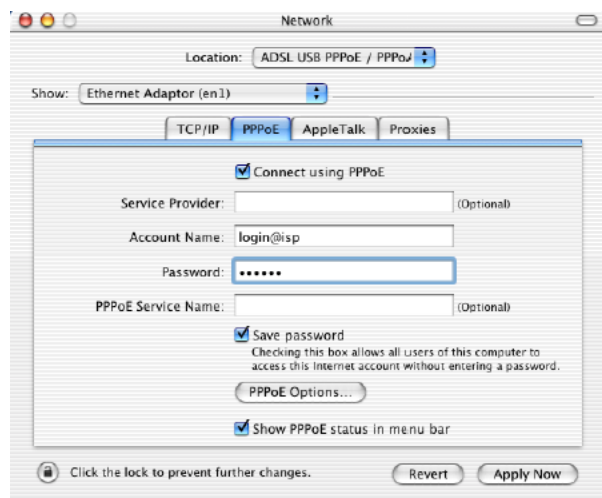 Network
Location: ADSL USB PPPoE / PPPoA
Show: Ethernet Adaptor (en1)
TCP/IP PPPoE AppleTalk Proxies
Connect using PPPoE
Service Provider: (Optional)
Account Name: login@isp
Password: ••••••
PPPoE Service Name: (Optional)
Save password
Checking this box allows all users of this computer to
access this Internet account without entering a password.
PPPoE Options...
Show PPPoE status in menu bar
Click the lock to prevent further changes. Revert Apply Now